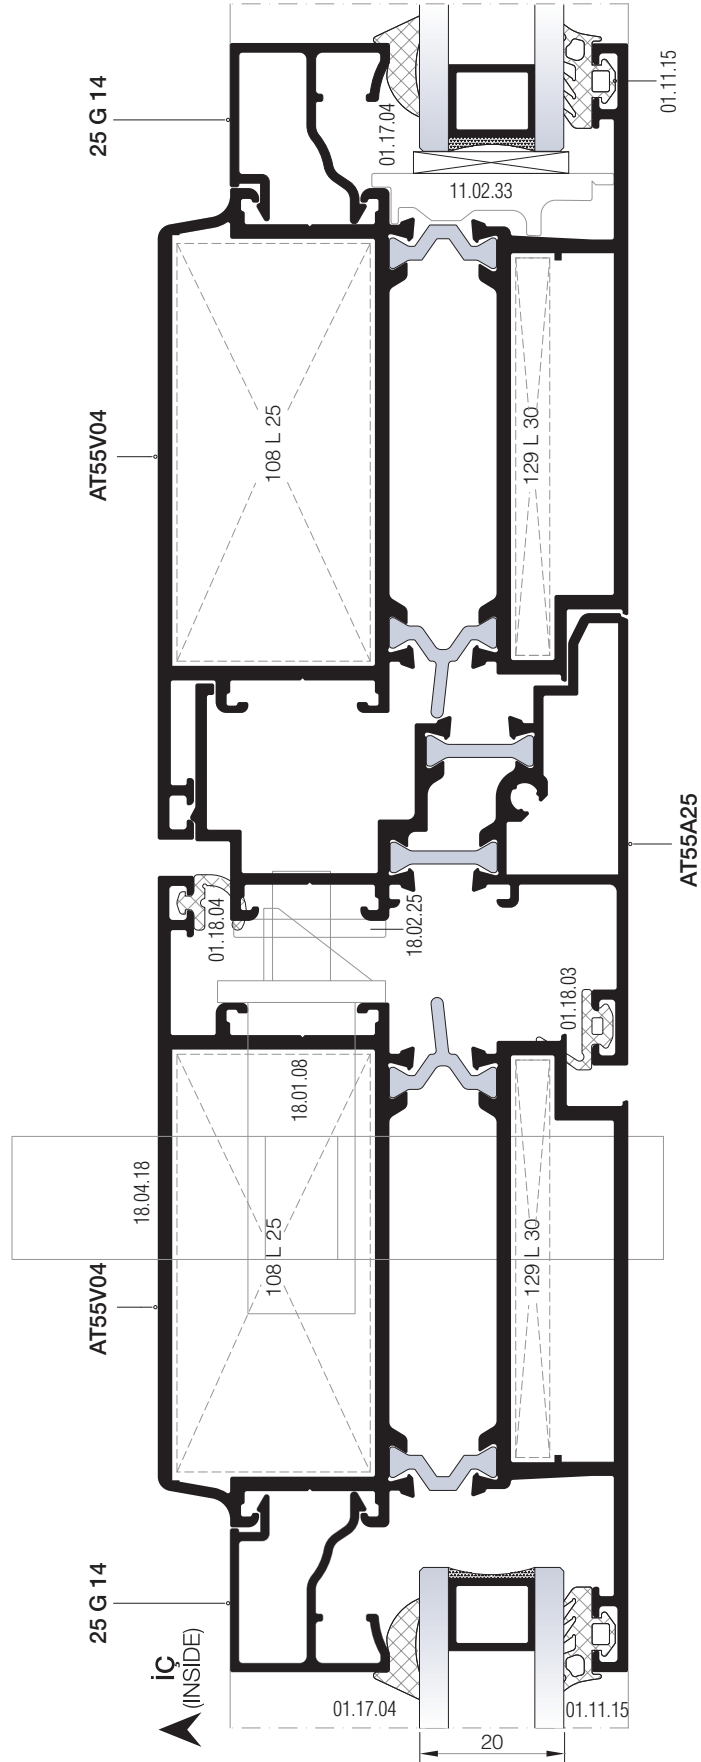 25 G 14
01.11.15
01.17.04
11.02.33
AT55V04
108 L 25
129 L 30
AT55A25
01.18.04
18.02.25
01.18.03
18.01.08
18.04.18
AT55V04
108 L 25
129 L 30
25 G 14
İÇ
(INSIDE)
01.17.04
01.11.15
20